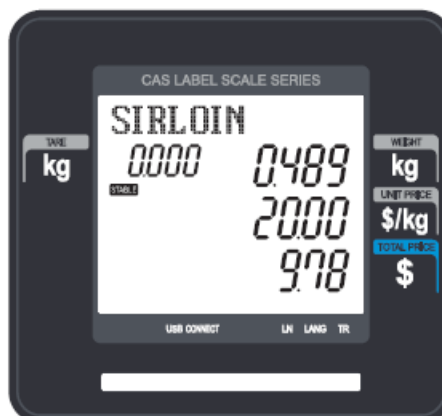 CAS LABEL SCALE SERIES
SIRLOIN
TARE
kg
0.000
0.489
WEIGHT
kg
STABLE
20.00
UNIT PRICE
$/kg
9.78
TOTAL PRICE
$
USB CONNECT LN LANG TR